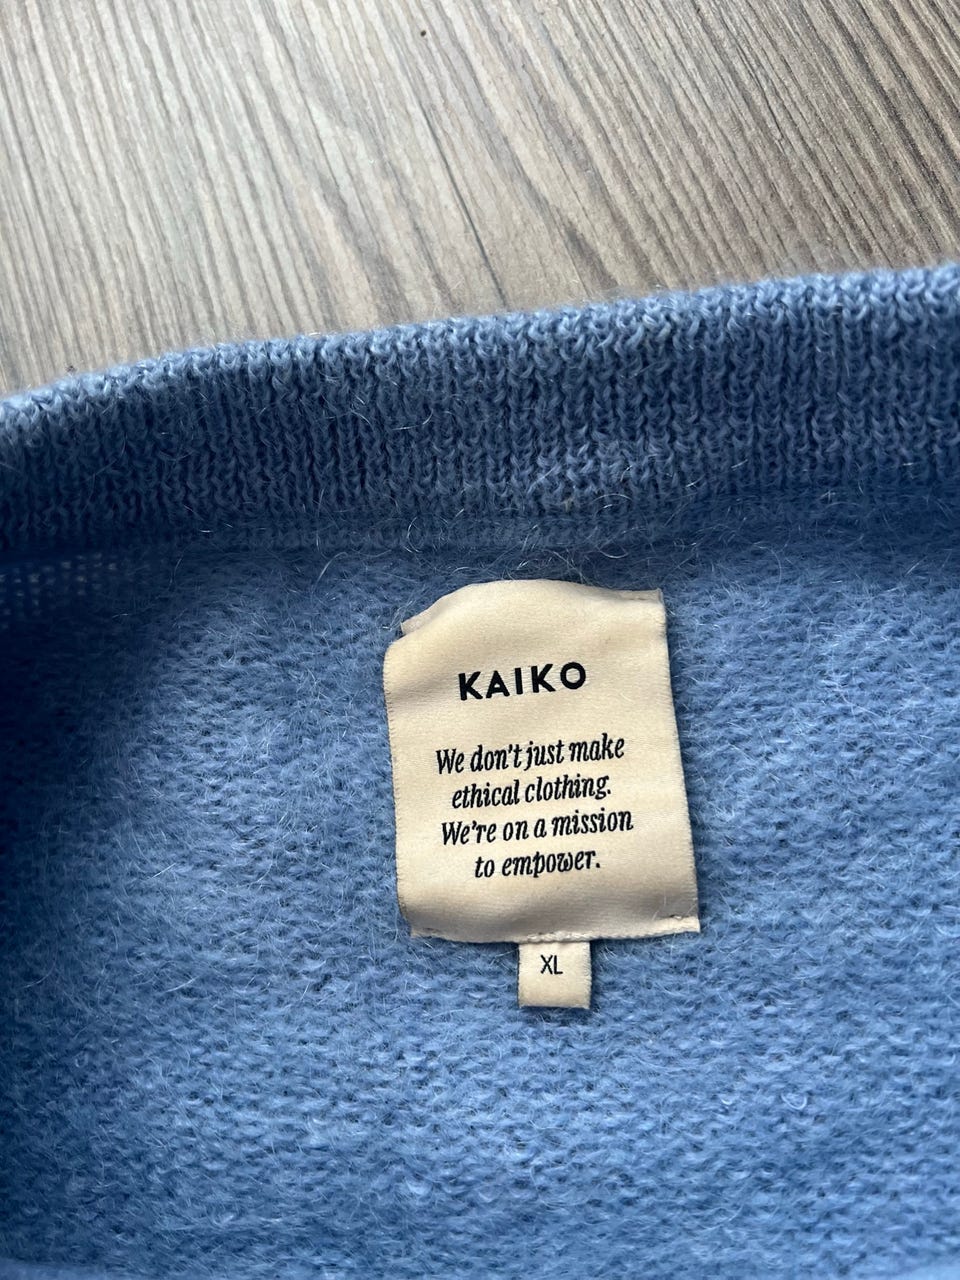 KAIKO
We don't just make
ethical clothing.
We're on a mission
to empower.
XL